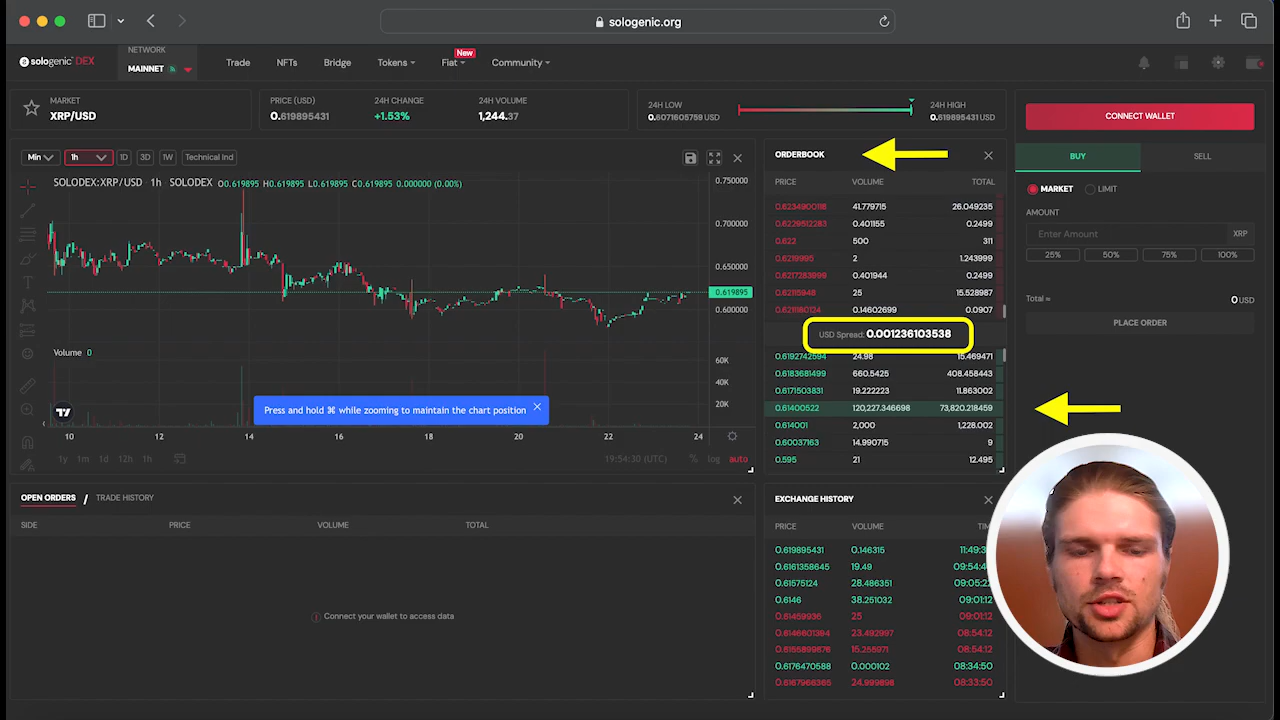 sologenic.org
sologenic DEX
NETWORK
MAINNET
Trade
NFTs
Bridge
Tokens
Fiat
New
Community
MARKET
XRP/USD
PRICE (USD)
0.619895431
24H CHANGE
+1.53%
24H VOLUME
1,244.37
24H LOW
0.6071605759 USD
24H HIGH
0.619895431 USD
CONNECT WALLET
Min
1h
1D
3D
1W
Technical Ind
SOLODEX:XRP/USD · 1h SOLODEX O0.619895 H0.619895 L0.619895 C0.619895 0.000000 (0.00%)
0.750000
0.700000
0.650000
0.619895
0.600000
Volume 0
60K
40K
20K
Press and hold ⌘ while zooming to maintain the chart position
10 12 14 16 18 20 22 24
1y 1m 1d 12h 1h
19:54:30 (UTC)
% log auto
ORDERBOOK
PRICE VOLUME TOTAL
0.6234900118 41.779715 26.049235
0.6229512283 0.401155 0.2499
0.622 500 311
0.6219995 2 1.243999
0.6217283999 0.401944 0.2499
0.62115948 25 15.528987
0.621180124 0.14602699 0.0907
USD Spread: 0.001236103538
0.6192742594 24.98 15.469471
0.6183681499 660.5425 408.458443
0.6171503831 19.222223 11.863002
0.61400522 120,227.346698 73,820.218459
0.614001 2,000 1,228.002
0.60037163 14.990715 9
0.595 21 12.495
BUY
SELL
MARKET
LIMIT
AMOUNT
Enter Amount
XRP
25% 50% 75% 100%
Total ≈
0 USD
PLACE ORDER
OPEN ORDERS / TRADE HISTORY
SIDE PRICE VOLUME TOTAL
Connect your wallet to access data
EXCHANGE HISTORY
PRICE VOLUME
0.619895431 0.146315 11:49:3
0.6161358645 19.49 09:54:4
0.61575124 28.486351 09:05:2
0.6146 38.251032 09:01:12
0.61459936 25 09:01:12
0.6146601394 23.492997 08:54:12
0.6155899676 15.255971 08:54:12
0.6176470588 0.000102 08:34:50
0.6167966365 24.999898 08:33:50